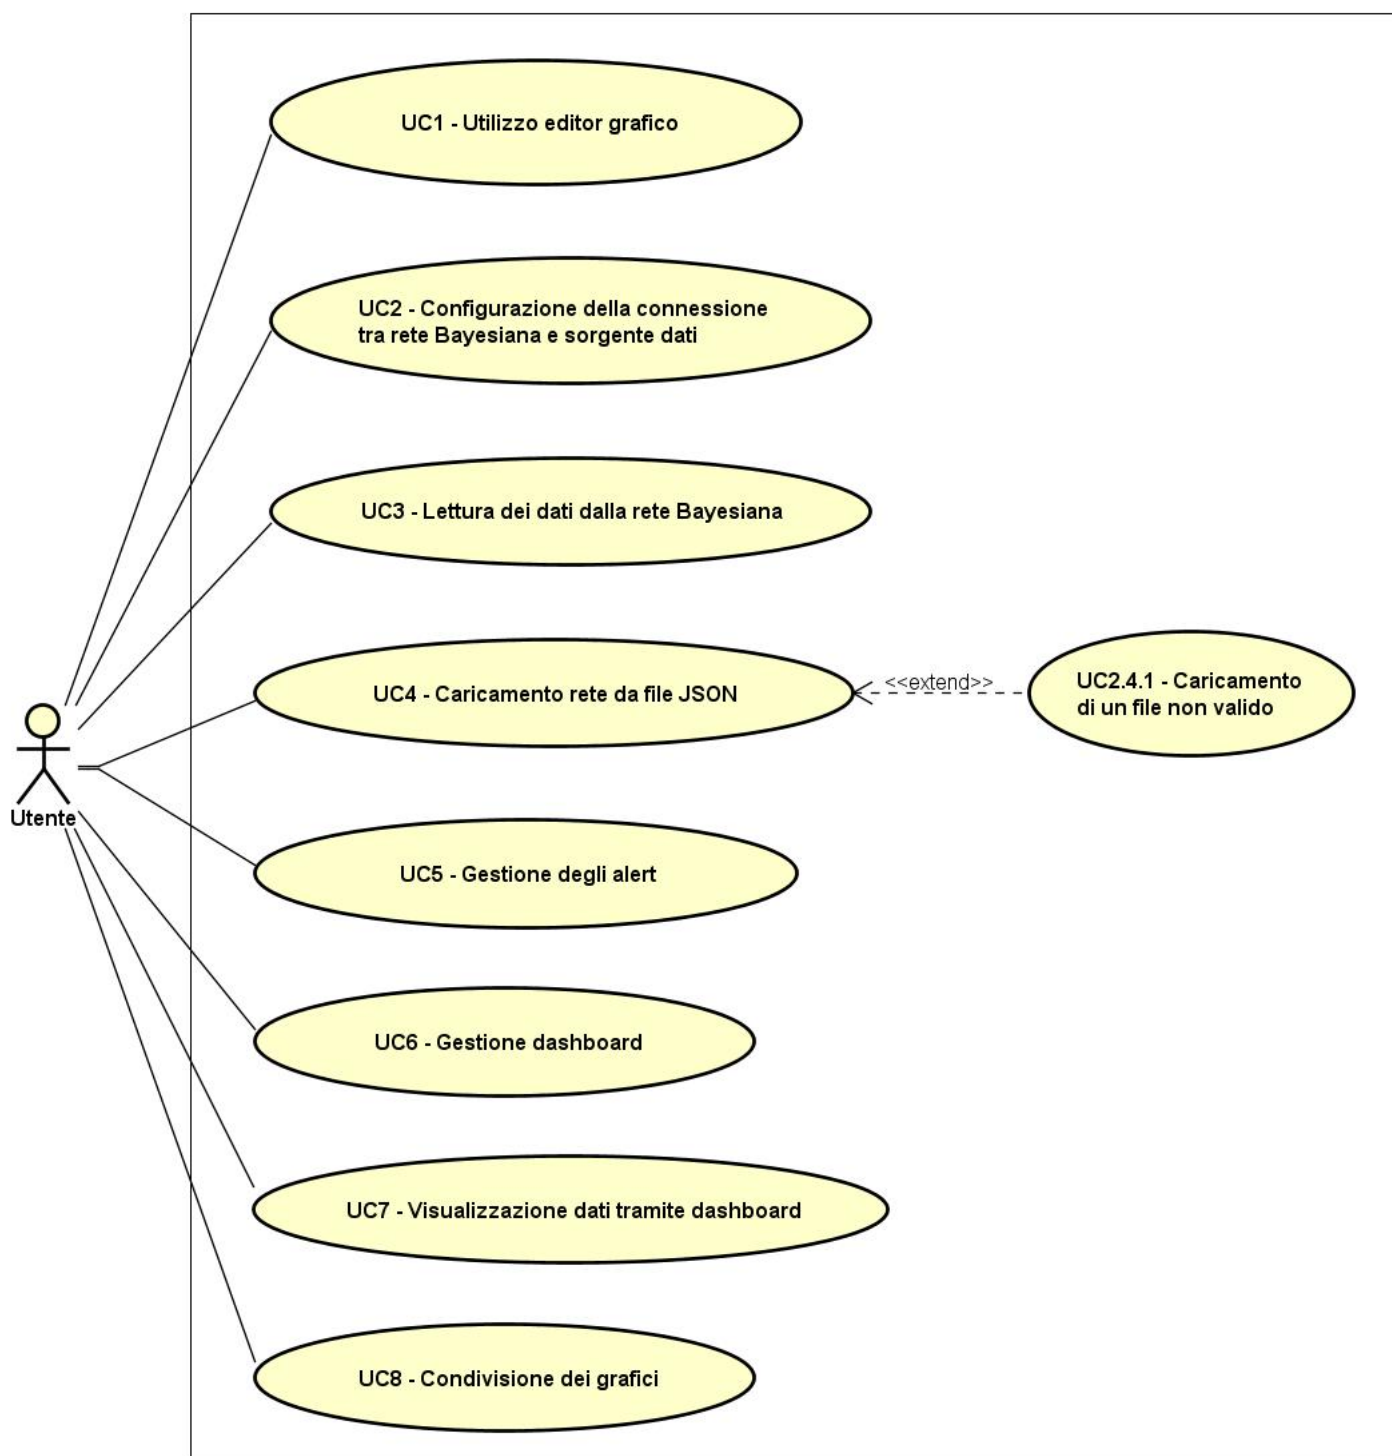 UC1 - Utilizzo editor grafico
UC2 - Configurazione della connessione
tra rete Bayesiana e sorgente dati
UC3 - Lettura dei dati dalla rete Bayesiana
UC4 - Caricamento rete da file JSON
<<extend>>
UC2.4.1 - Caricamento
di un file non valido
Utente
UC5 - Gestione degli alert
UC6 - Gestione dashboard
UC7 - Visualizzazione dati tramite dashboard
UC8 - Condivisione dei grafici